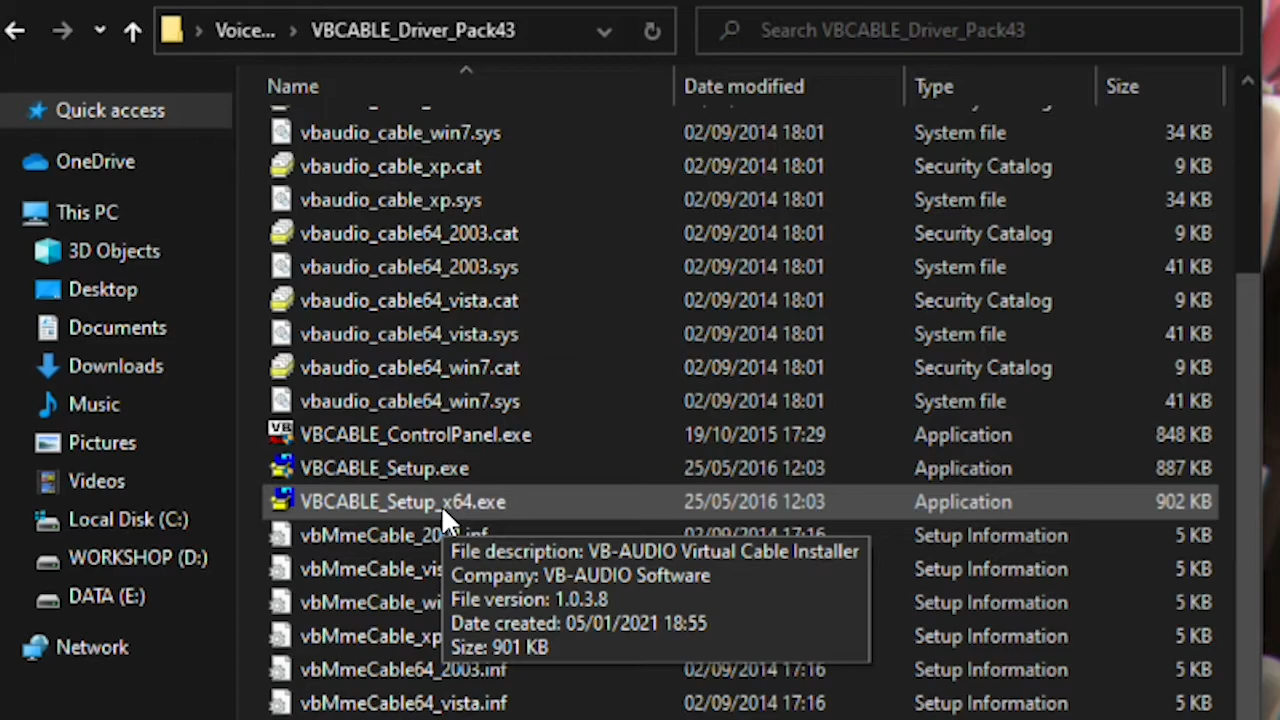 Voice... > VBCABLE_Driver_Pack43
Search VBCABLE_Driver_Pack43
Name Date modified Type Size
Quick access
OneDrive
This PC
3D Objects
Desktop
Documents
Downloads
Music
Pictures
Videos
Local Disk (C:)
WORKSHOP (D:)
DATA (E:)
Network
vbaudio_cable_win7.sys 02/09/2014 18:01 System file 34 KB
vbaudio_cable_xp.cat 02/09/2014 18:01 Security Catalog 9 KB
vbaudio_cable_xp.sys 02/09/2014 18:01 System file 34 KB
vbaudio_cable64_2003.cat 02/09/2014 18:01 Security Catalog 9 KB
vbaudio_cable64_2003.sys 02/09/2014 18:01 System file 41 KB
vbaudio_cable64_vista.cat 02/09/2014 18:01 Security Catalog 9 KB
vbaudio_cable64_vista.sys 02/09/2014 18:01 System file 41 KB
vbaudio_cable64_win7.cat 02/09/2014 18:01 Security Catalog 9 KB
vbaudio_cable64_win7.sys 02/09/2014 18:01 System file 41 KB
VBCABLE_ControlPanel.exe 19/10/2015 17:29 Application 848 KB
VBCABLE_Setup.exe 25/05/2016 12:03 Application 887 KB
VBCABLE_Setup_x64.exe 25/05/2016 12:03 Application 902 KB
Setup Information 5 KB
vbMmeCable_vis Setup Information 5 KB
vbMmeCable_wi Setup Information 5 KB
vbMmeCable_xp Setup Information 5 KB
vbMmeCable64_2003.inf 02/09/2014 17:16 Setup Information 5 KB
vbMmeCable64_vista.inf 02/09/2014 17:16 Setup Information 5 KB
File description: VB-AUDIO Virtual Cable Installer
Company: VB-AUDIO Software
File version: 1.0.3.8
Date created: 05/01/2021 18:55
Size: 901 KB